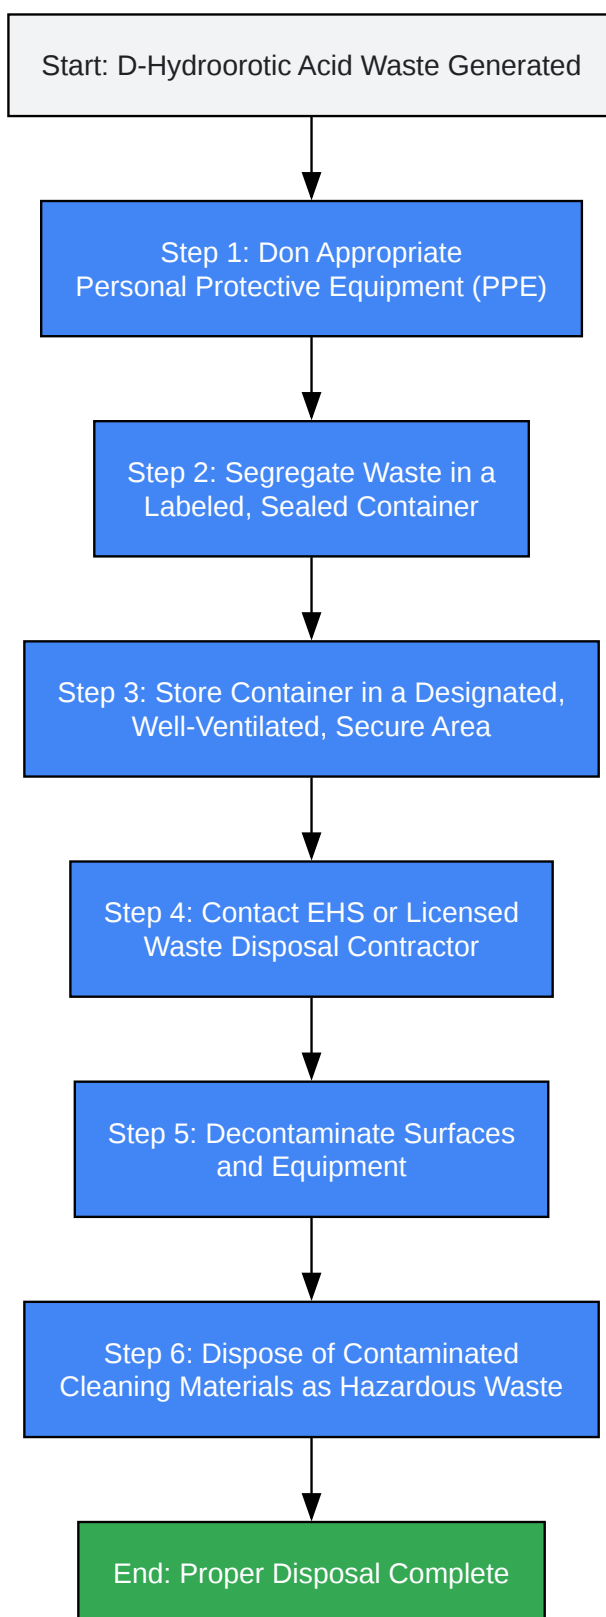 Start: D-Hydroorotic Acid Waste Generated
Step 1: Don Appropriate
Personal Protective Equipment (PPE)
Step 2: Segregate Waste in a
Labeled, Sealed Container
Step 3: Store Container in a Designated,
Well-Ventilated, Secure Area
Step 4: Contact EHS or Licensed
Waste Disposal Contractor
Step 5: Decontaminate Surfaces
and Equipment
Step 6: Dispose of Contaminated
Cleaning Materials as Hazardous Waste
End: Proper Disposal Complete